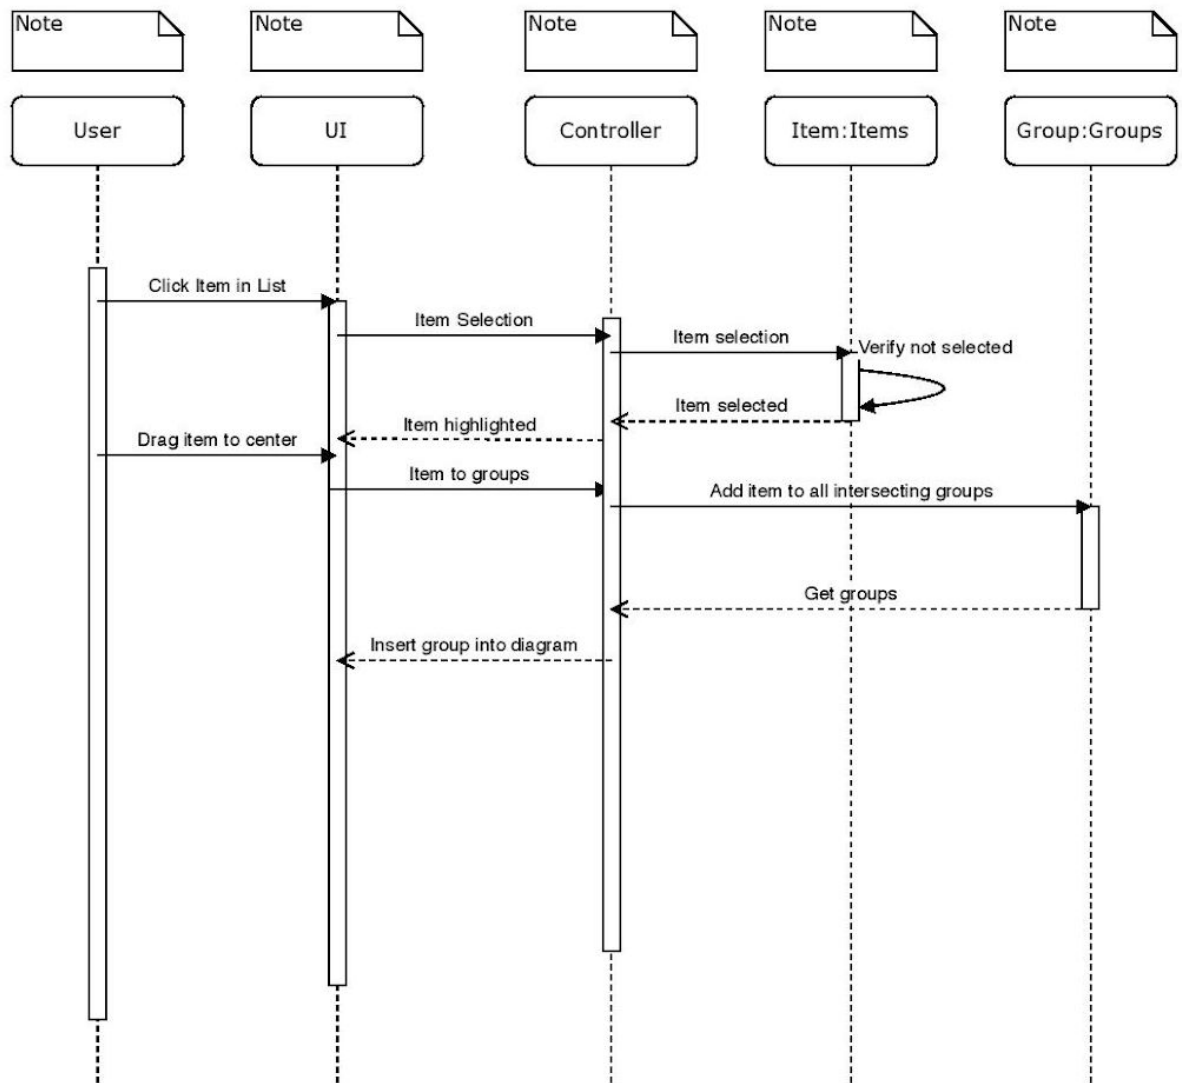 Note
Note
Note
Note
Note
User
UI
Controller
Item:Items
Group:Groups
Click Item in List
Item Selection
Item selection
Verify not selected
Item selected
Item highlighted
Drag item to center
Item to groups
Add item to all intersecting groups
Get groups
Insert group into diagram